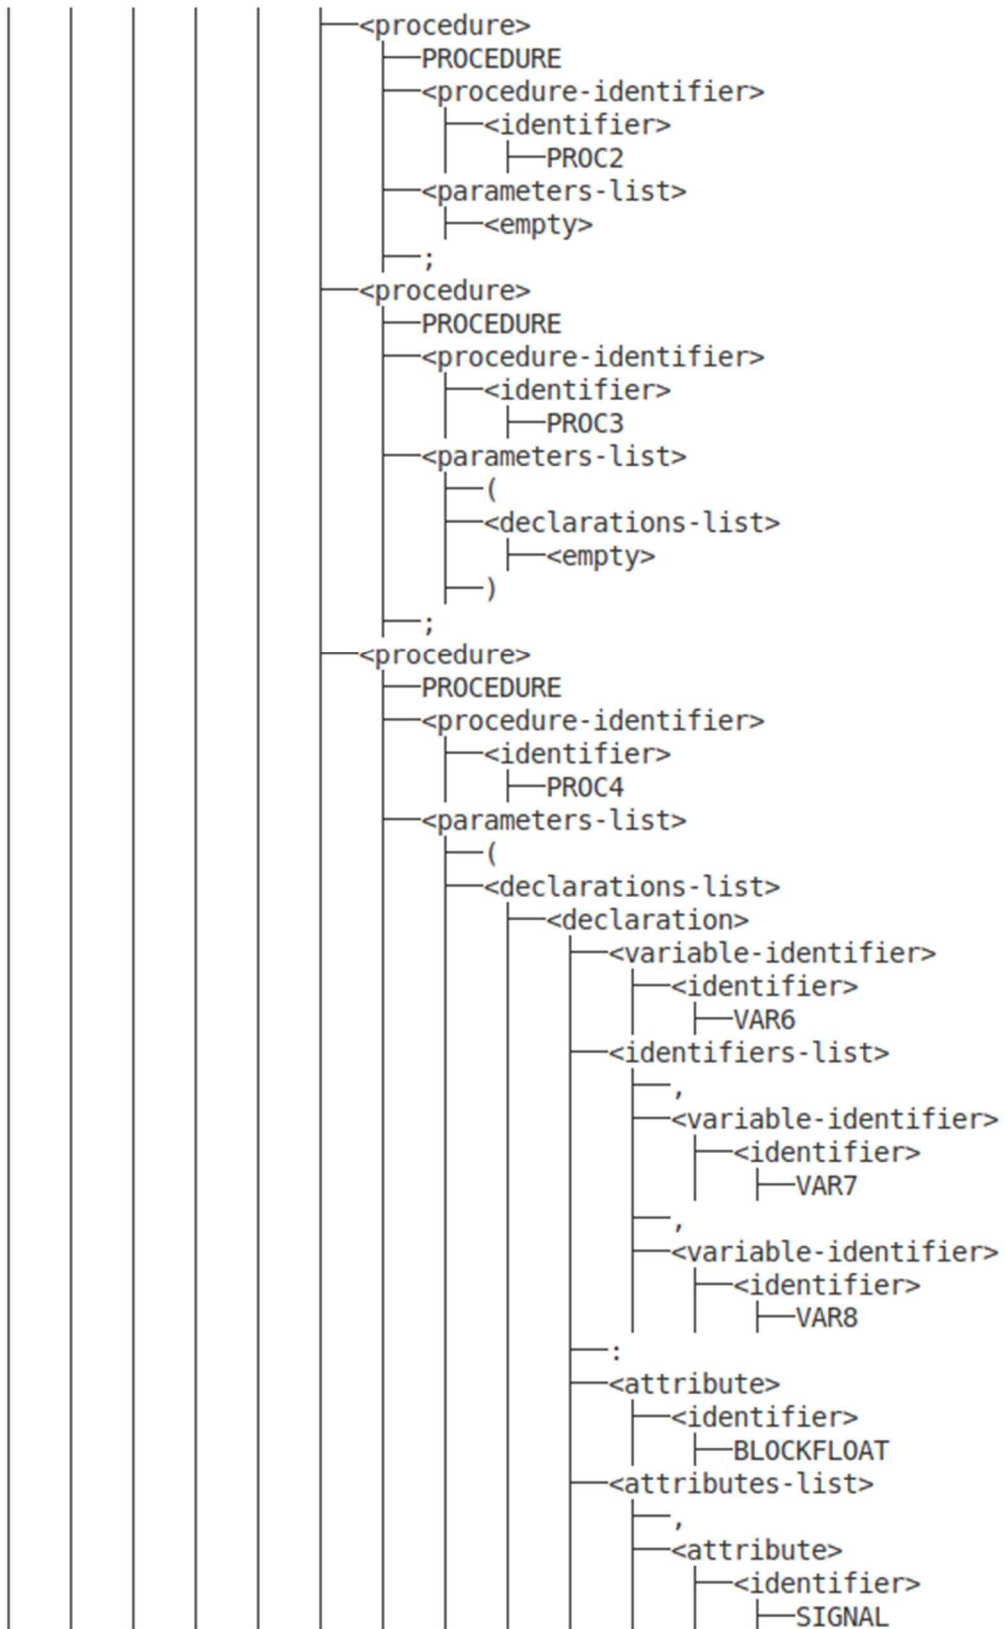 <procedure>
PROCEDURE
<procedure-identifier>
<identifier>
PROC2
<parameters-list>
<empty>
;
<procedure>
PROCEDURE
<procedure-identifier>
<identifier>
PROC3
<parameters-list>
(
<declarations-list>
<empty>
)
;
<procedure>
PROCEDURE
<procedure-identifier>
<identifier>
PROC4
<parameters-list>
(
<declarations-list>
<declaration>
<variable-identifier>
<identifier>
VAR6
<identifiers-list>
,
<variable-identifier>
<identifier>
VAR7
,
<variable-identifier>
<identifier>
VAR8
:
<attribute>
<identifier>
BLOCKFLOAT
<attributes-list>
,
<attribute>
<identifier>
SIGNAL